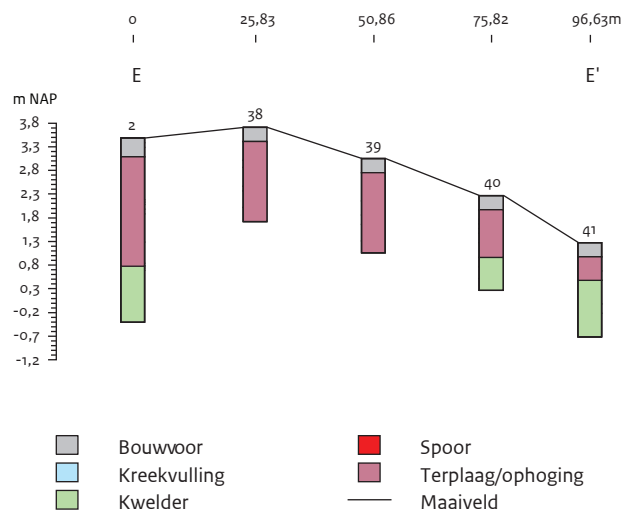 0 25,83 50,86 75,82 96,63m
E E'
m NAP
3,8
3,3
2,8
2,3
1,8
1,3
0,8
0,3
-0,2
-0,7
-1,2
2 38 39 40 41
Bouwvoor Spoor
Kreekvulling Terplaag/ophoging
Kwelder Maaiveld